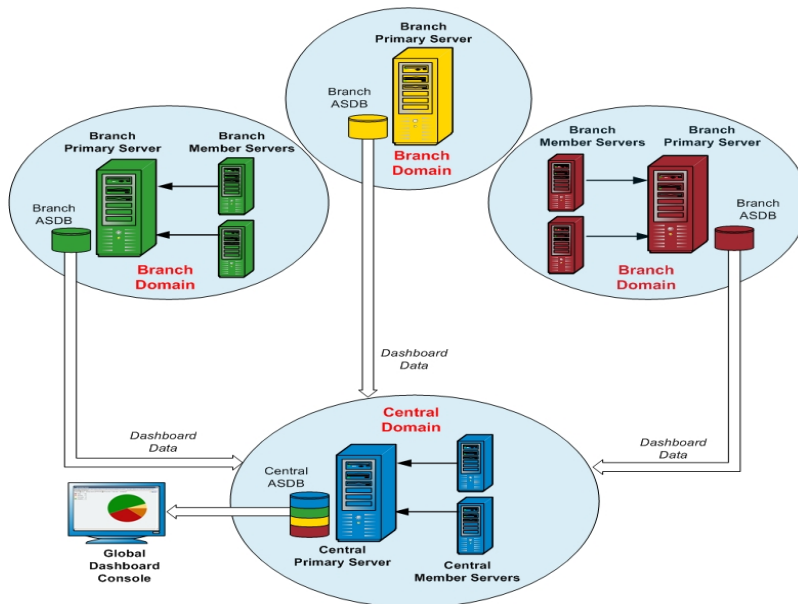 Branch
Primary Server
Branch
ASDB
Branch
Domain
Branch
Primary Server
Branch
Member Servers
Branch
ASDB
Branch
Domain
Branch
Member Servers
Branch
Primary Server
Branch
ASDB
Branch
Domain
Dashboard
Data
Dashboard
Data
Dashboard
Data
Central
Domain
Central
ASDB
Central
Primary Server
Central
Member Servers
Global
Dashboard
Console